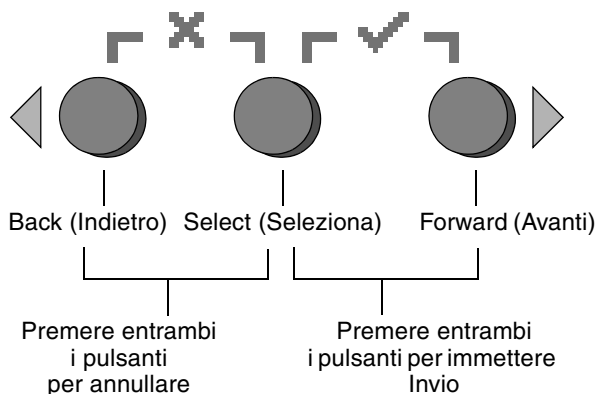 Back (Indietro) Select (Seleziona) Forward (Avanti)
Premere entrambi
i pulsanti
per annullare
Premere entrambi
i pulsanti per immettere
Invio